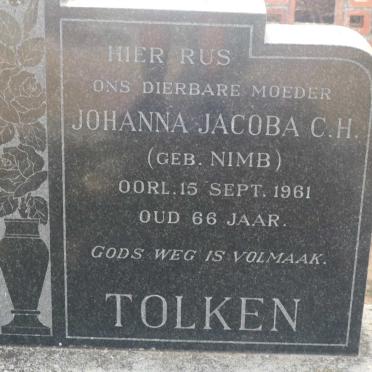 HIER RUS
ONS DIERBARE MOEDER
JOHANNA JACOBA C.H.
(GEB. NIMB)
OORL. 15 SEPT. 1961
OUD 66 JAAR.
GODS WEG IS VOLMAAK.
TOLKEN